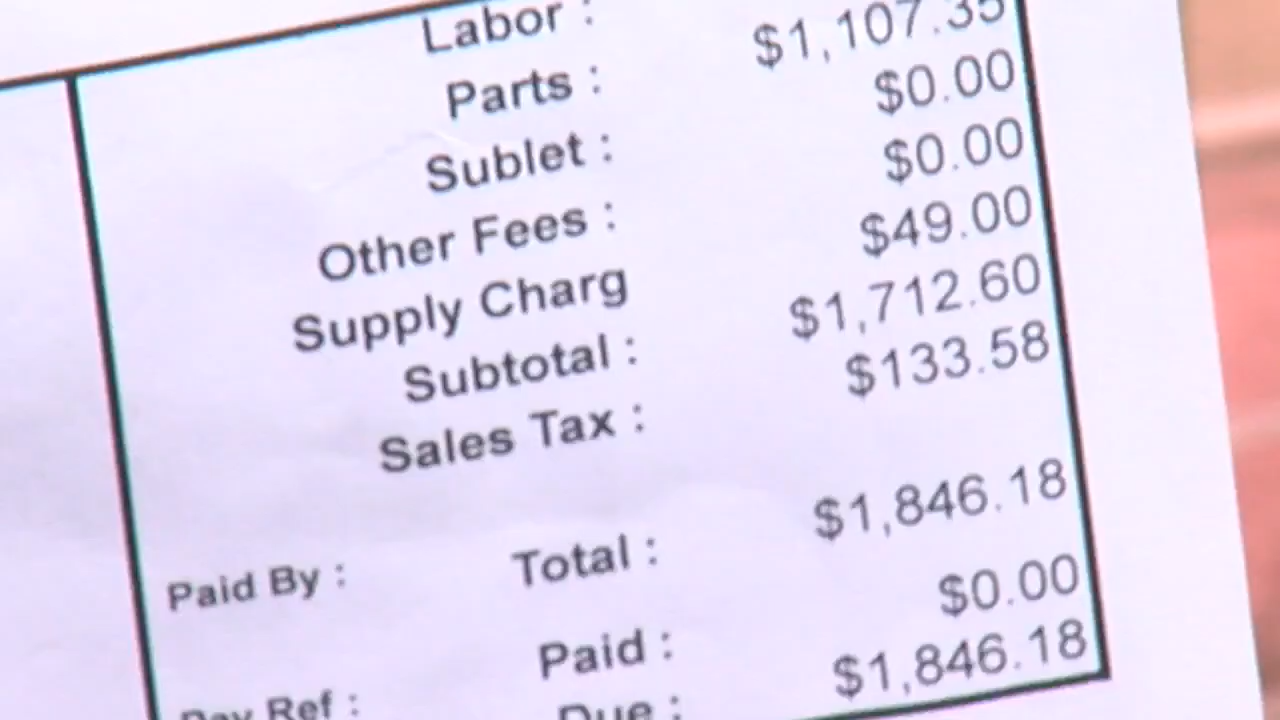 Labor :
Parts : $1,107.35
Sublet : $0.00
Other Fees : $0.00
Supply Charg $49.00
Subtotal : $1,712.60
Sales Tax : $133.58
Paid By : Total : $1,846.18
Pay Ref : Paid : $0.00
Due : $1,846.18